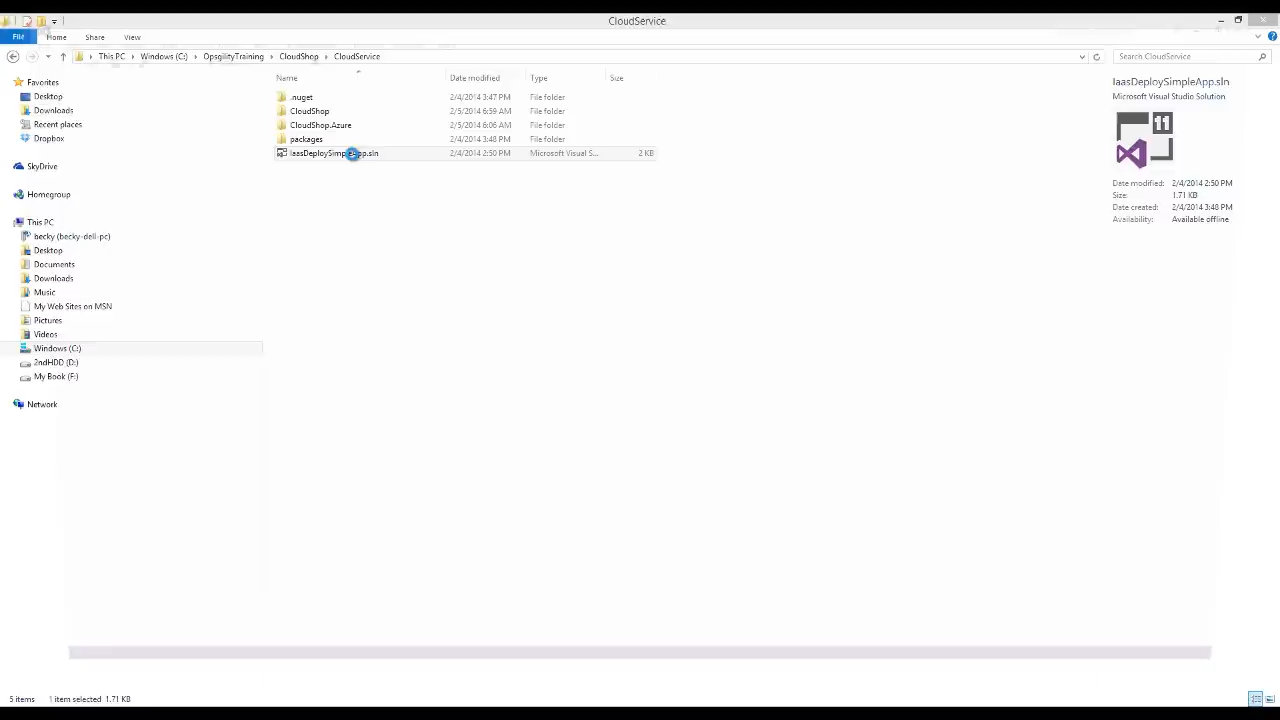 CloudService
File Home Share View
This PC Windows (C:) OpsgilityTraining CloudShop CloudService Search CloudService
Name Date modified Type Size
.nuget 2/4/2014 3:47 PM File folder
CloudShop 2/5/2014 6:59 AM File folder
CloudShop.Azure 2/5/2014 6:06 AM File folder
packages 2/4/2014 3:48 PM File folder
IaasDeploySimpleApp.sln 2/4/2014 2:50 PM Microsoft Visual S... 2 KB
Favorites
Desktop
Downloads
Recent places
Dropbox
SkyDrive
Homegroup
This PC
becky (becky-dell-pc)
Desktop
Documents
Downloads
Music
My Web Sites on MSN
Pictures
Videos
Windows (C:)
2ndHDD (D:)
My Book (F:)
Network
IaasDeploySimpleApp.sln
Microsoft Visual Studio Solution
11
Date modified: 2/4/2014 2:50 PM
Size: 1.71 KB
Date created: 2/4/2014 3:48 PM
Availability: Available offline
5 items 1 item selected 1.71 KB